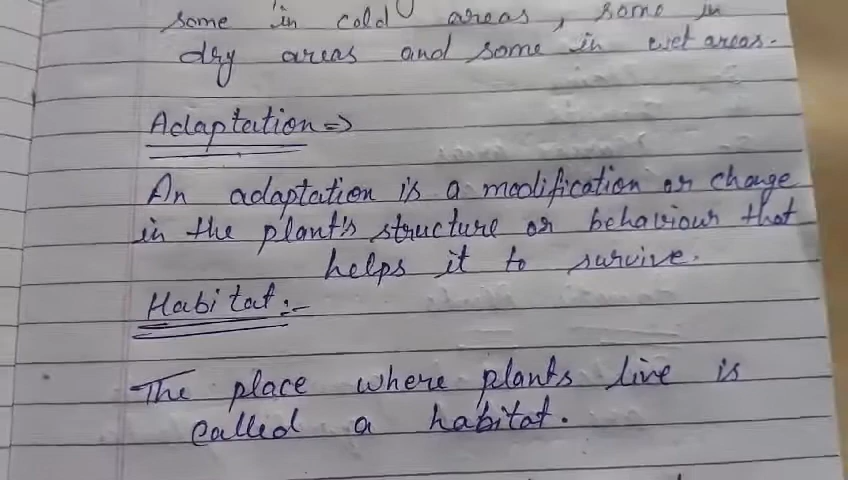 some in cold areas, some in
dry areas and some in wet areas.
Adaptation ⇒
An adaptation is a modification or change
in the plant's structure or behaviour that
helps it to survive.
Habitat :-
The place where plants live is
called a habitat.